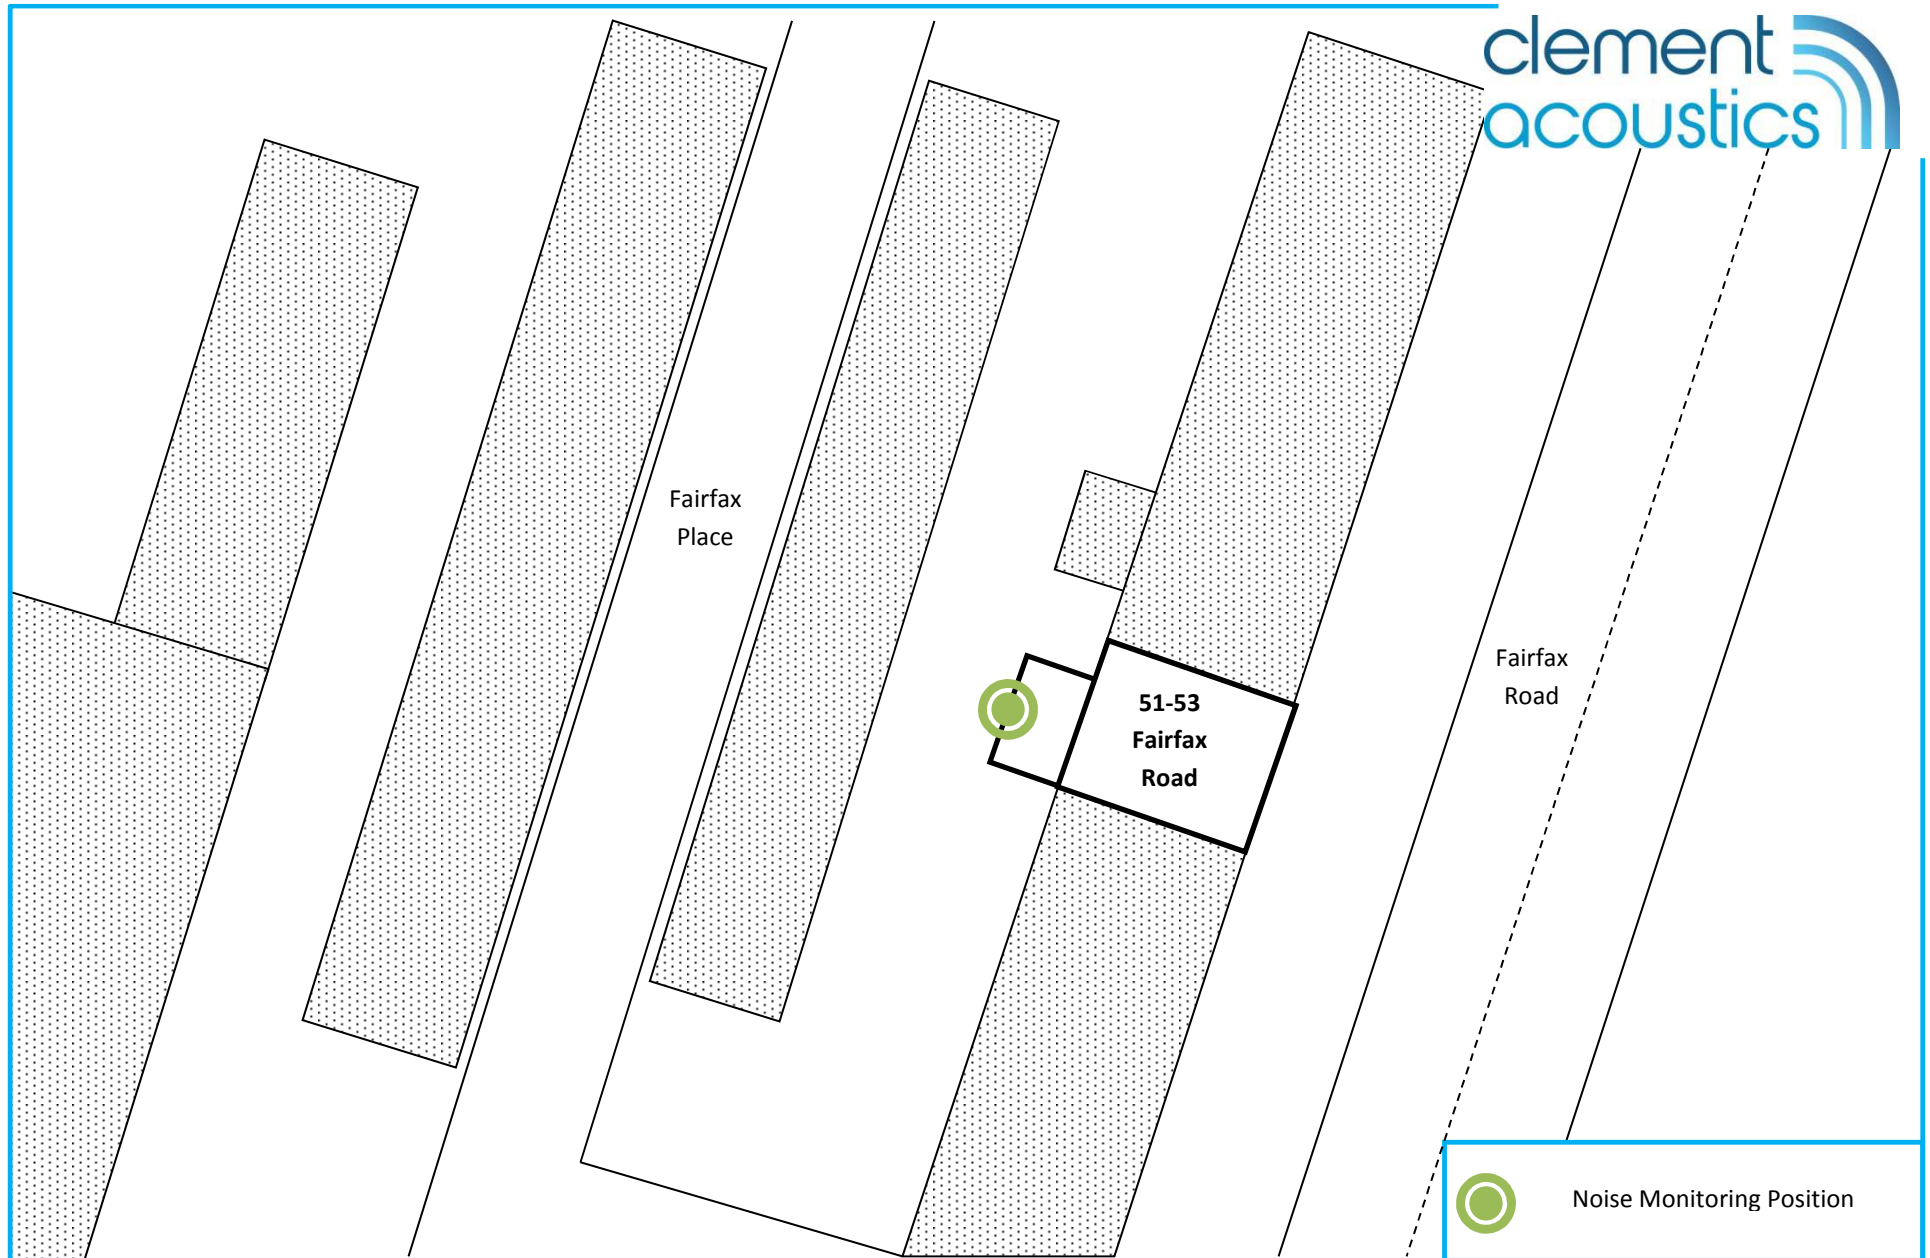 clement
acoustics
Fairfax
Place
Fairfax
Road
51-53
Fairfax
Road
Noise Monitoring Position